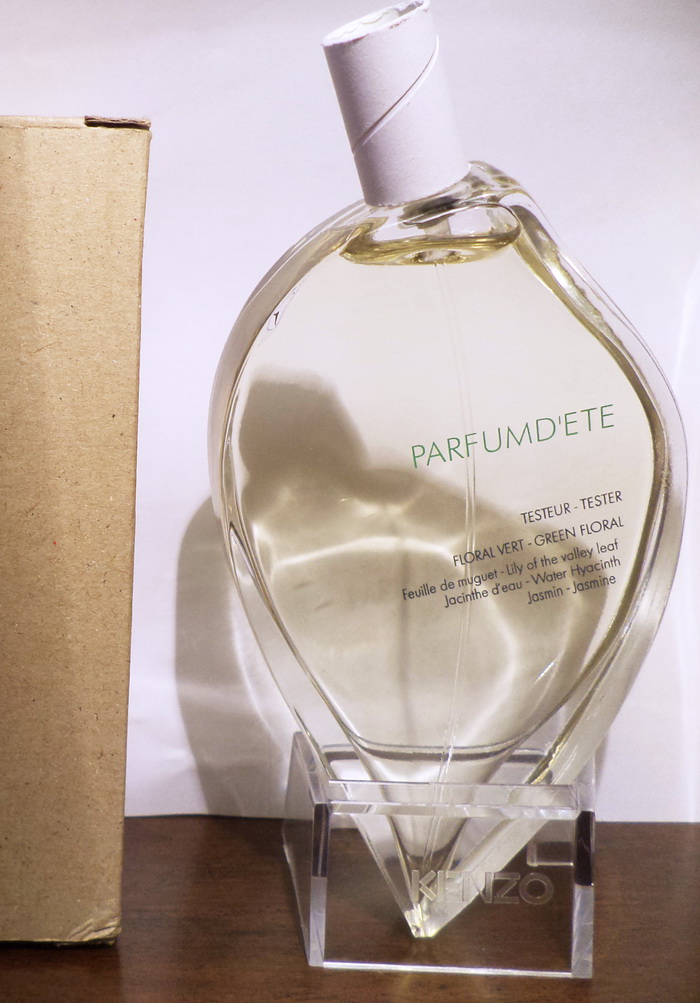 PARFUMD'ETE
TESTEUR - TESTER
FLORAL VERT - GREEN FLORAL
Feuille de muguet - Lily of the valley leaf
Jacinthe d'eau - Water Hyacinth
Jasmin - Jasmine
KENZO